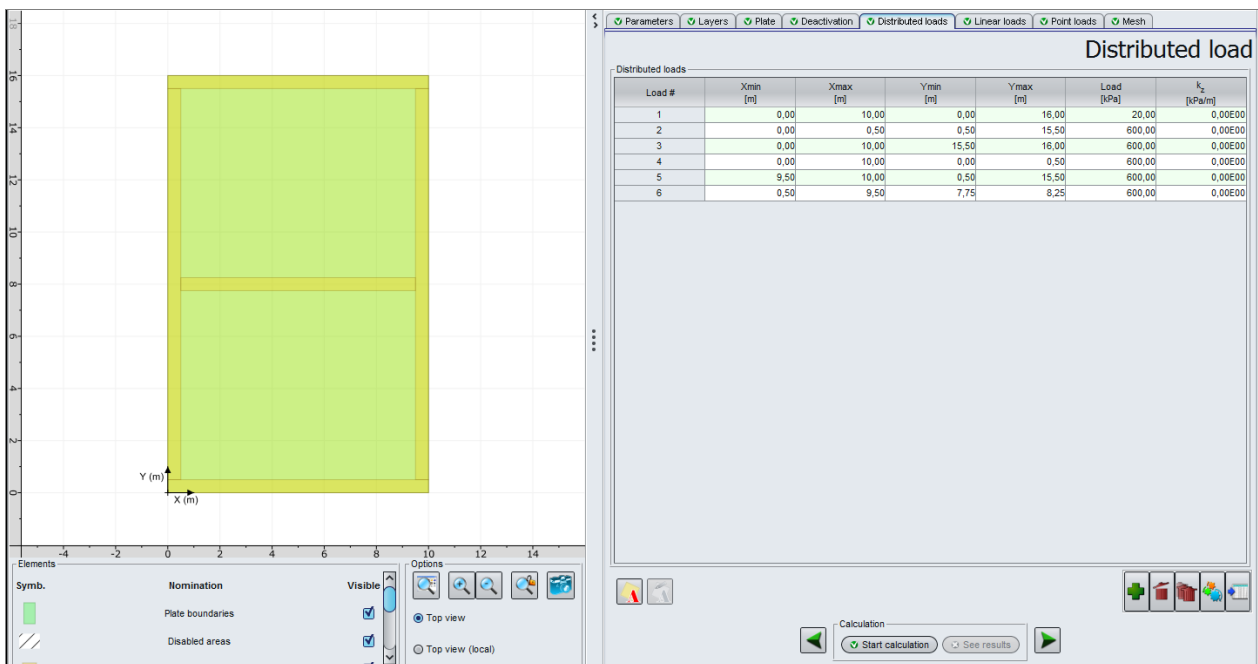 Parameters Layers Plate Deactivation Distributed loads Linear loads Point loads Mesh
Distributed load
Distributed loads
Load # Xmin [m] Xmax [m] Ymin [m] Ymax [m] Load [kPa] kz [kPa/m]
1 0,00 10,00 0,00 16,00 20,00 0,00E00
2 0,00 0,50 0,50 15,50 600,00 0,00E00
3 0,00 10,00 15,50 16,00 600,00 0,00E00
4 0,00 10,00 0,00 0,50 600,00 0,00E00
5 9,50 10,00 0,50 15,50 600,00 0,00E00
6 0,50 9,50 7,75 8,25 600,00 0,00E00
18
16
14
12
10
8
6
4
2
0
Y (m)
X (m)
-4 -2 0 2 4 6 8 10 12 14
Elements
Symb. Nomination Visible
Plate boundaries
Disabled areas
Options
Top view
Top view (local)
Calculation
Start calculation See results